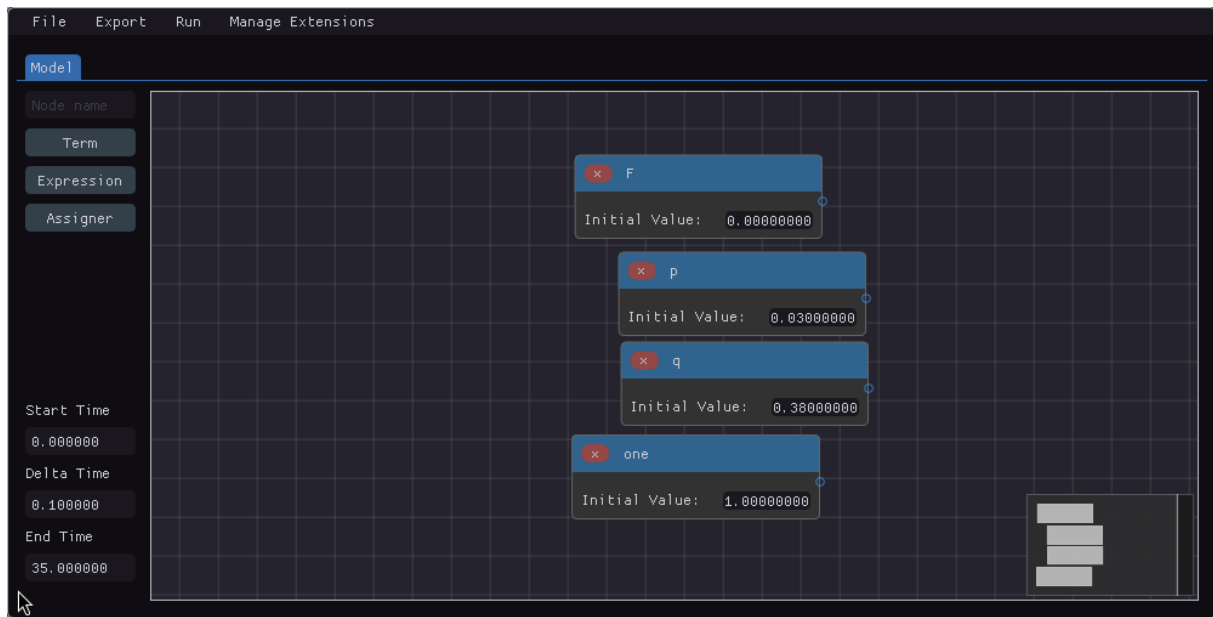 File Export Run Manage Extensions
Model
Node name
Term
Expression
Assigner
× F
Initial Value: 0.00000000
× p
Initial Value: 0.03000000
× q
Initial Value: 0.38000000
× one
Initial Value: 1.00000000
Start Time
0.000000
Delta Time
0.100000
End Time
35.000000